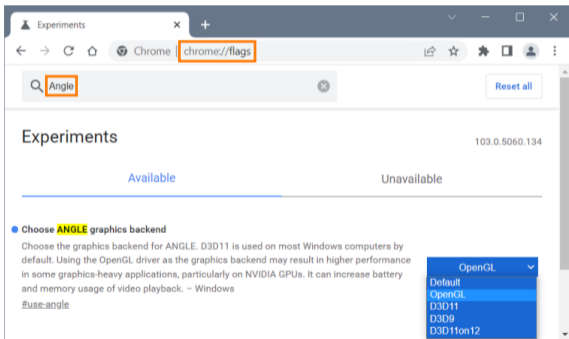 Experiments
Chrome | chrome://flags
Angle
Reset all
Experiments
103.0.5060.134
Available
Unavailable
Choose ANGLE graphics backend
Choose the graphics backend for ANGLE. D3D11 is used on most Windows computers by
default. Using the OpenGL driver as the graphics backend may result in higher performance
in some graphics-heavy applications, particularly on NVIDIA GPUs. It can increase battery
and memory usage of video playback. – Windows
#use-angle
OpenGL
Default
OpenGL
D3D11
D3D9
D3D11on12